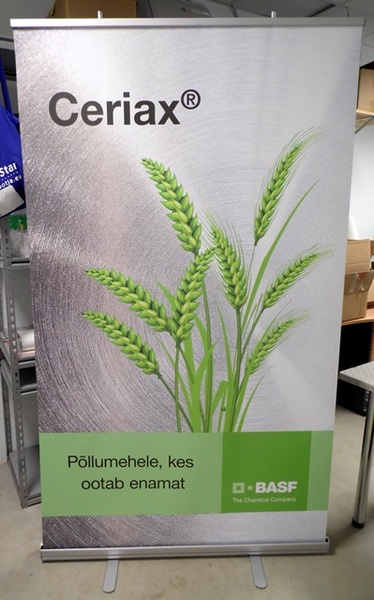 Ceriax®
Põllumehele, kes
ootab enamat
BASF
The Chemical Company